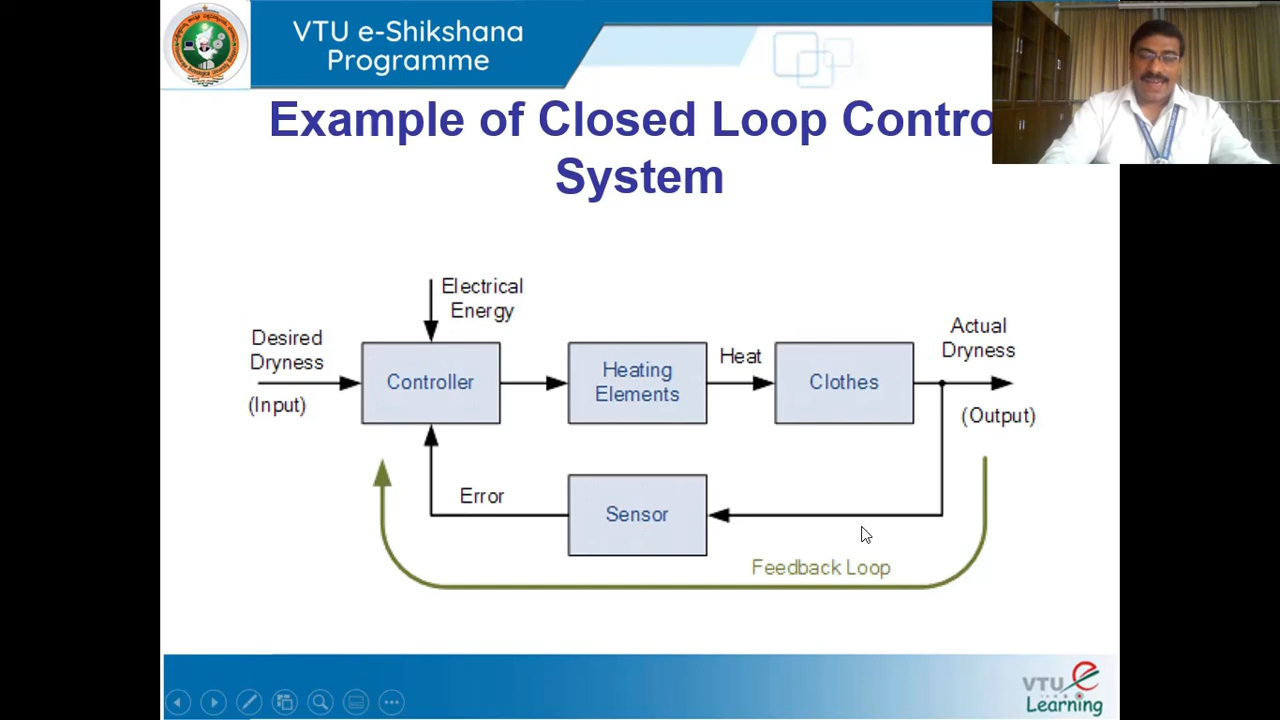 VTU e-Shikshana
Programme
Example of Closed Loop Contro
System
Electrical
Energy
Desired
Dryness
(Input)
Controller
Heating
Elements
Heat
Clothes
Actual
Dryness
(Output)
Error
Sensor
Feedback Loop
VTU e
Learning